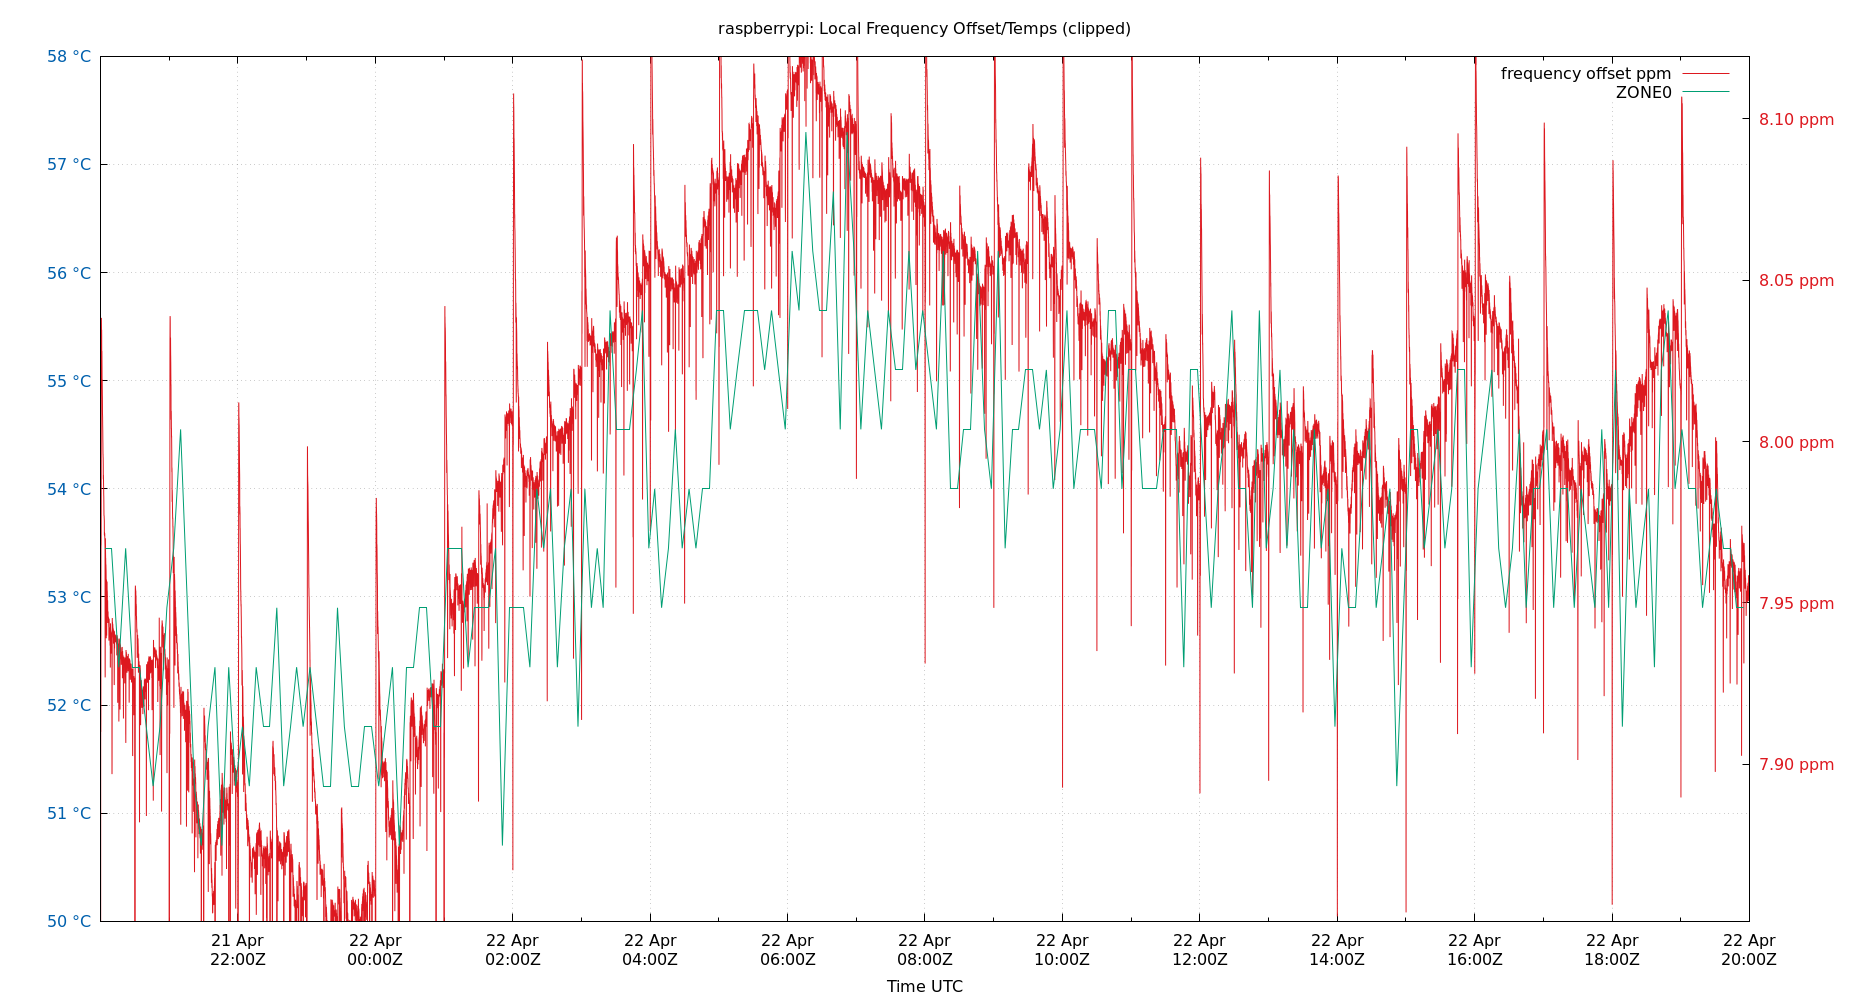 raspberrypi: Local Frequency Offset/Temps (clipped)
58 °C
57 °C
56 °C
55 °C
54 °C
53 °C
52 °C
51 °C
50 °C
frequency offset ppm
ZONE0
8.10 ppm
8.05 ppm
8.00 ppm
7.95 ppm
7.90 ppm
21 Apr
22:00Z
22 Apr
00:00Z
22 Apr
02:00Z
22 Apr
04:00Z
22 Apr
06:00Z
22 Apr
08:00Z
22 Apr
10:00Z
22 Apr
12:00Z
22 Apr
14:00Z
22 Apr
16:00Z
22 Apr
18:00Z
22 Apr
20:00Z
Time UTC